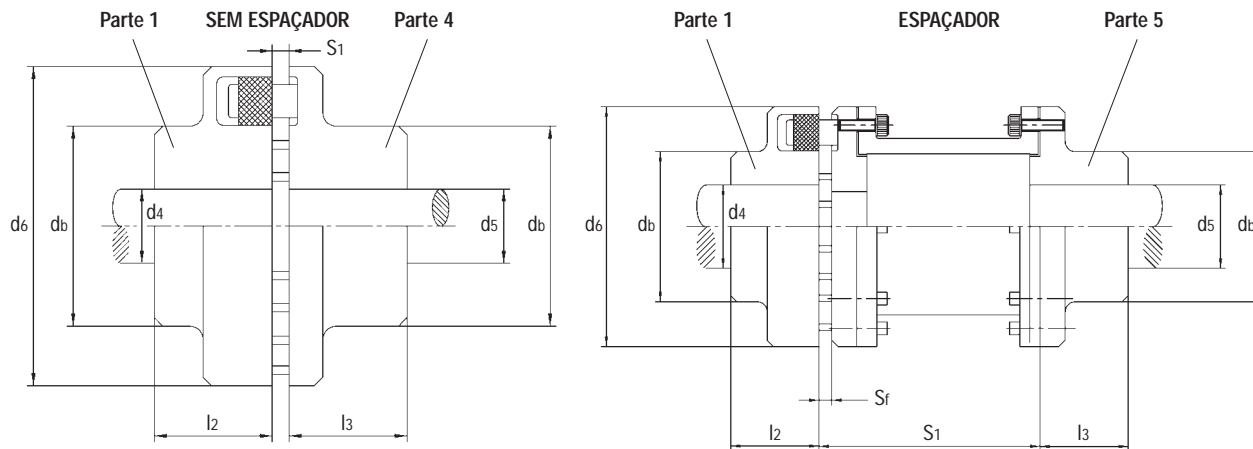 Parte 1
SEM ESPAÇADOR
Parte 4
S1
d6
db
d4
d5
db
l2
l3
Parte 1
ESPAÇADOR
Parte 5
d6
db
d4
d5
db
Sf
l2
S1
l3